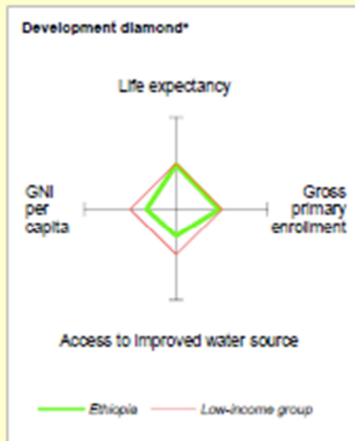 Development diamond*
Life expectancy
GNI
per
capita
Gross
primary
enrollment
Access to improved water source
Ethiopia
Low-income group